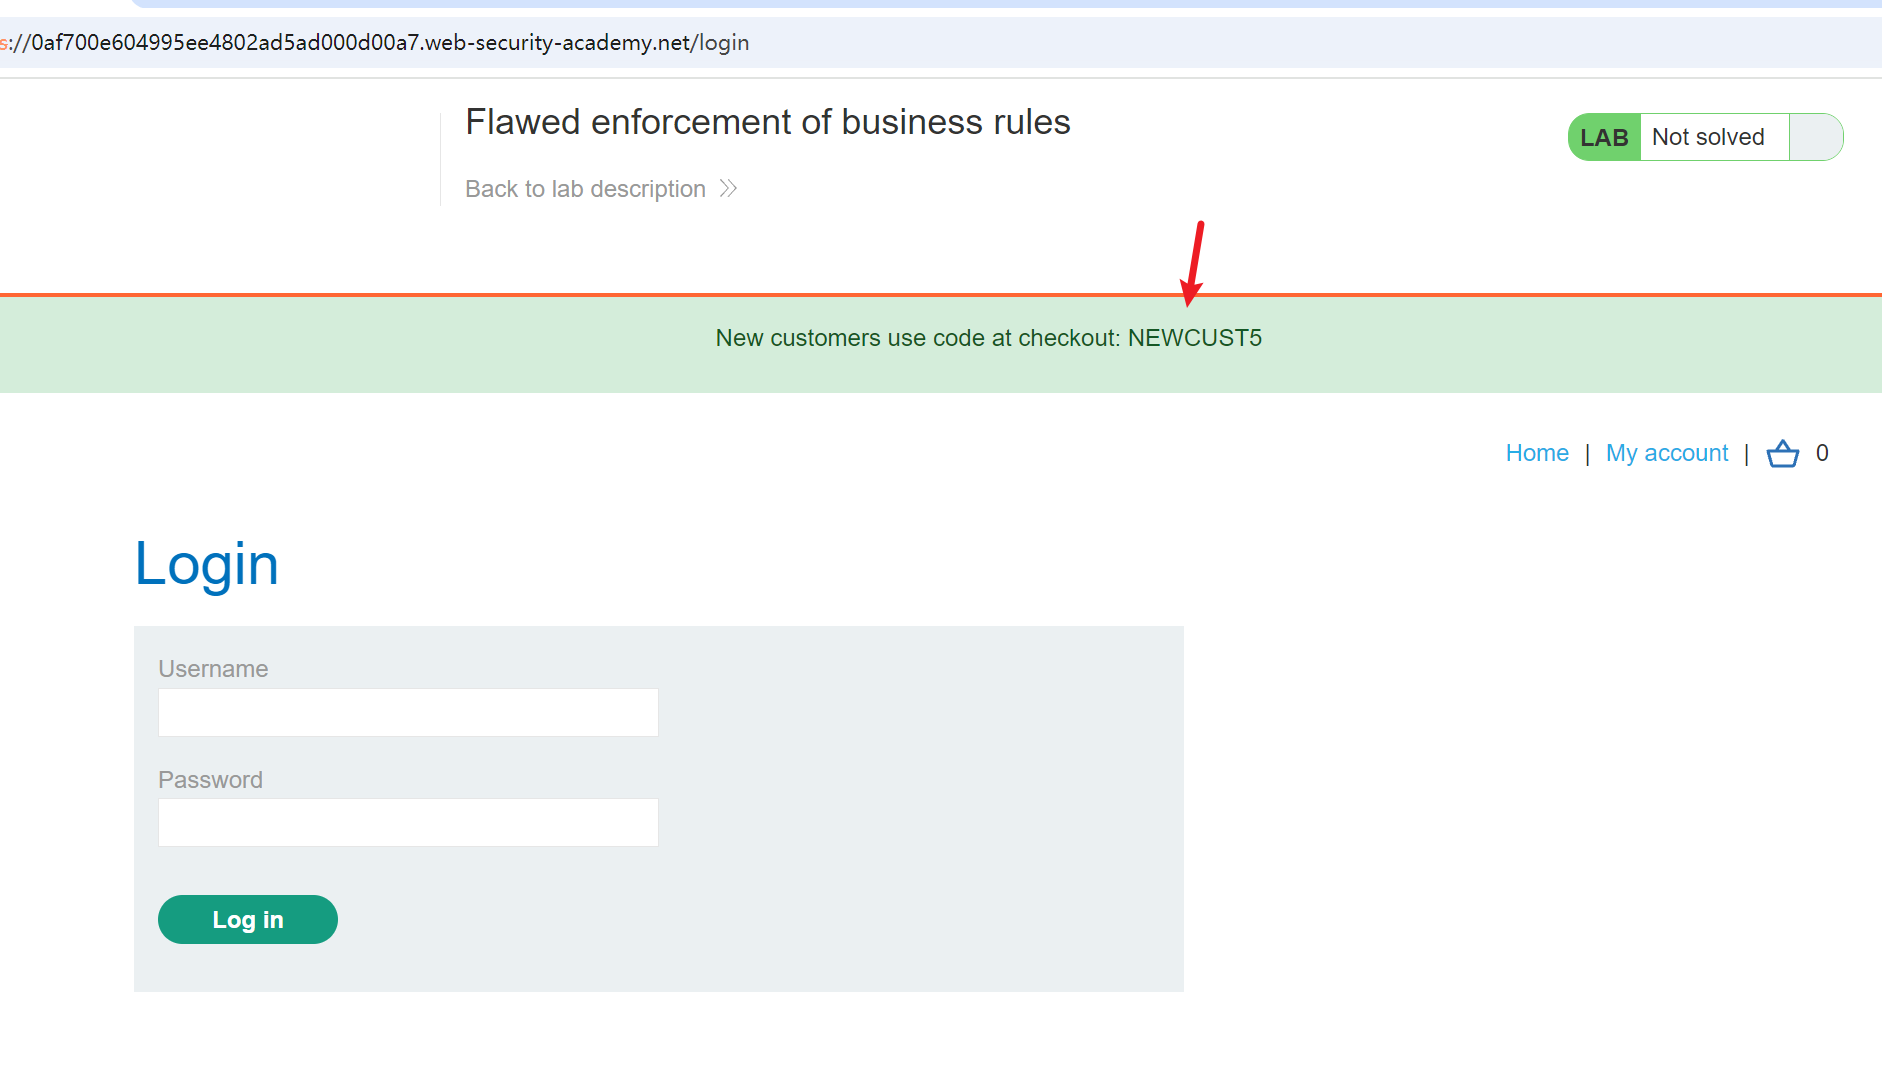 s://0af700e604995ee4802ad5ad000d00a7.web-security-academy.net/login
Flawed enforcement of business rules
LAB Not solved
Back to lab description
New customers use code at checkout: NEWCUST5
Home | My account | 0
Login
Username
Password
Log in